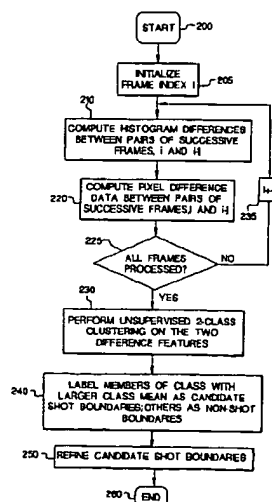 START
200
INITIALIZE
FRAME INDEX i
205
210
COMPUTE HISTOGRAM DIFFERENCES
BETWEEN PAIRS OF SUCCESSIVE
FRAMES, i AND i-j
220
COMPUTE PIXEL DIFFERENCE
DATA BETWEEN PAIRS OF
SUCCESSIVE FRAMES,i AND i-j
235
225
ALL FRAMES
PROCESSED?
NO
YES
230
PERFORM UNSUPERVISED 2-CLASS
CLUSTERING ON THE TWO
DIFFERENCE FEATURES
240
LABEL MEMBERS OF CLASS WITH
LARGER CLASS MEAN AS CANDIDATE
SHOT BOUNDARIES;OTHERS AS NON-SHOT
BOUNDARIES
250
REFINE CANDIDATE SHOT BOUNDARIES
260
END